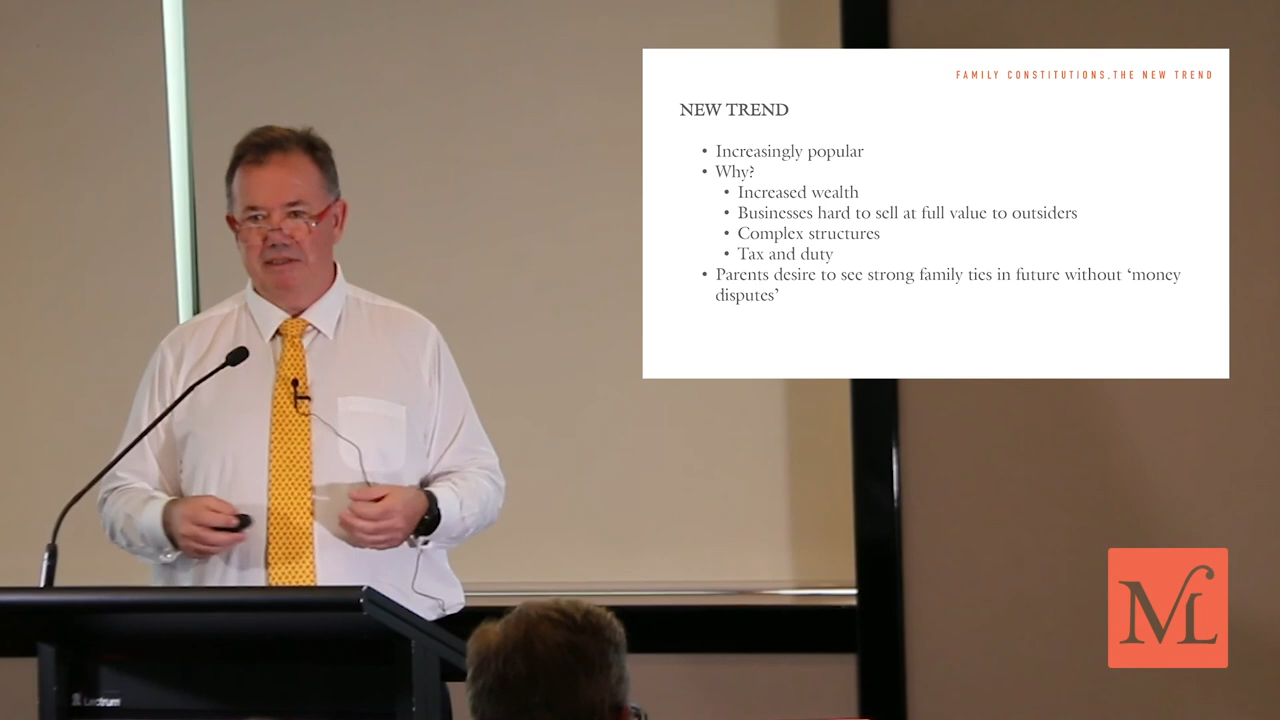 FAMILY CONSTITUTIONS.THE NEW TREND
NEW TREND
• Increasingly popular
• Why?
• Increased wealth
• Businesses hard to sell at full value to outsiders
• Complex structures
• Tax and duty
• Parents desire to see strong family ties in future without ‘money
disputes’
ML
Lectrum